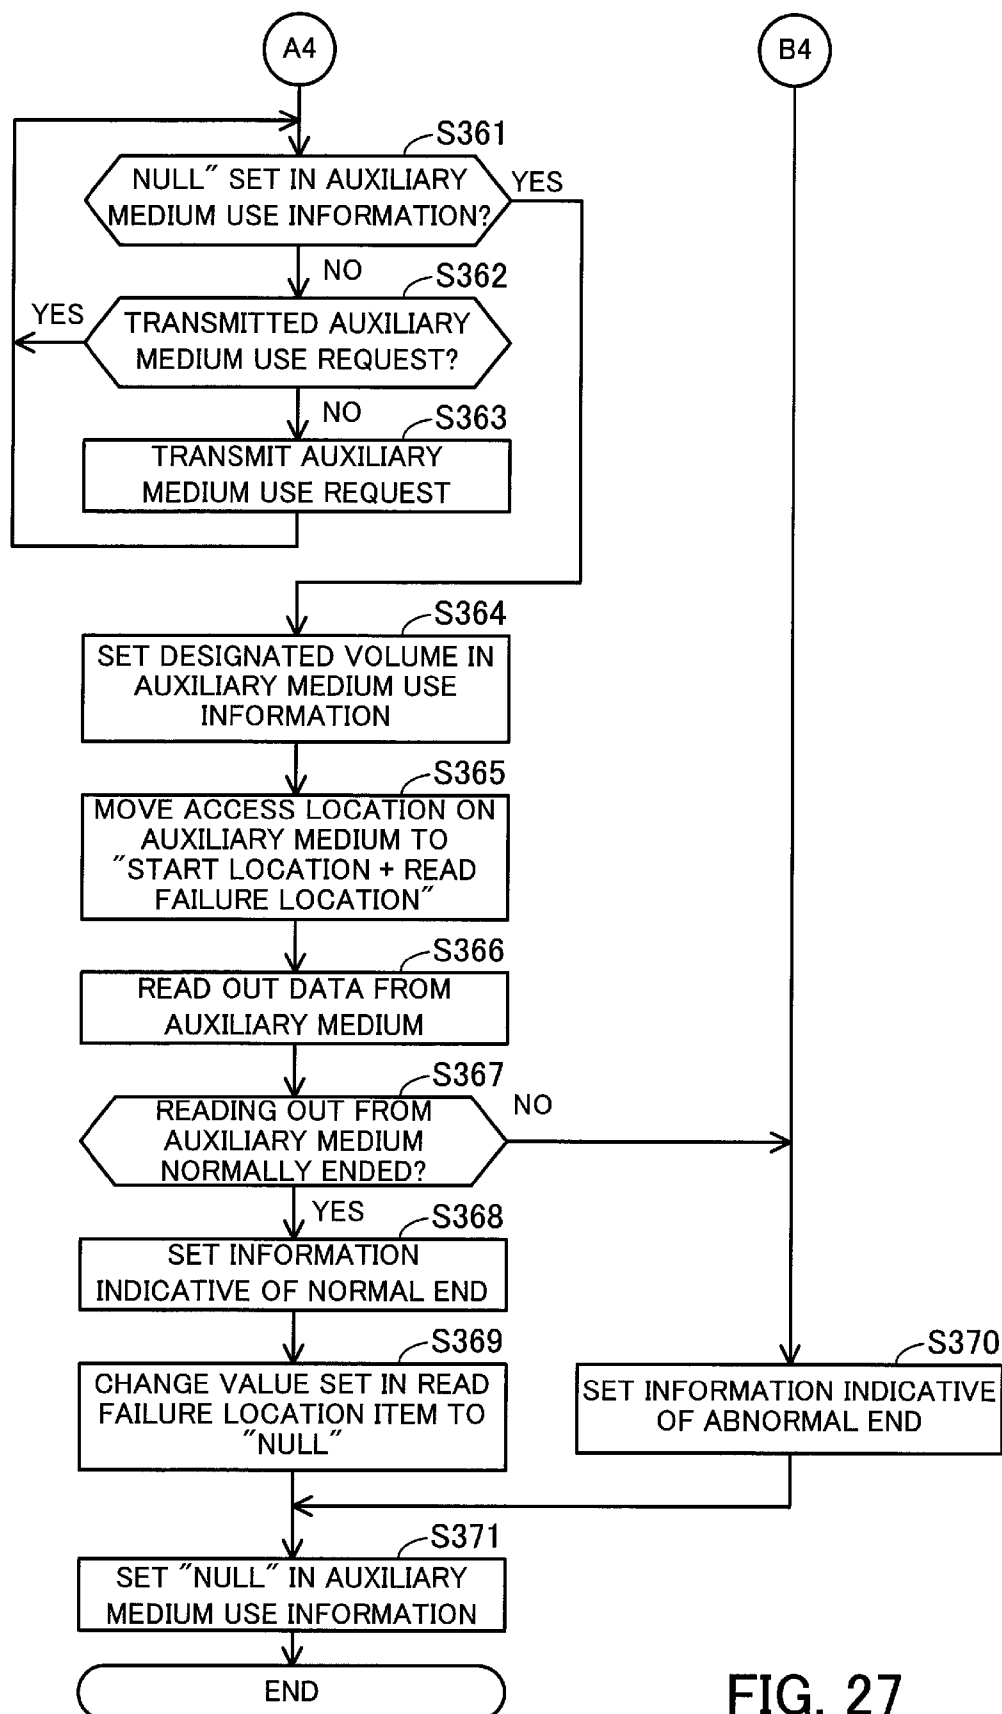 A4
B4
S361
NULL" SET IN AUXILIARY
MEDIUM USE INFORMATION?
YES
NO
S362
YES
TRANSMITTED AUXILIARY
MEDIUM USE REQUEST?
NO
S363
TRANSMIT AUXILIARY
MEDIUM USE REQUEST
S364
SET DESIGNATED VOLUME IN
AUXILIARY MEDIUM USE
INFORMATION
S365
MOVE ACCESS LOCATION ON
AUXILIARY MEDIUM TO
"START LOCATION + READ
FAILURE LOCATION"
S366
READ OUT DATA FROM
AUXILIARY MEDIUM
S367
READING OUT FROM
AUXILIARY MEDIUM
NORMALLY ENDED?
NO
YES
S368
SET INFORMATION
INDICATIVE OF NORMAL END
S369
CHANGE VALUE SET IN READ
FAILURE LOCATION ITEM TO
"NULL"
S370
SET INFORMATION INDICATIVE
OF ABNORMAL END
S371
SET "NULL" IN AUXILIARY
MEDIUM USE INFORMATION
END
FIG. 27